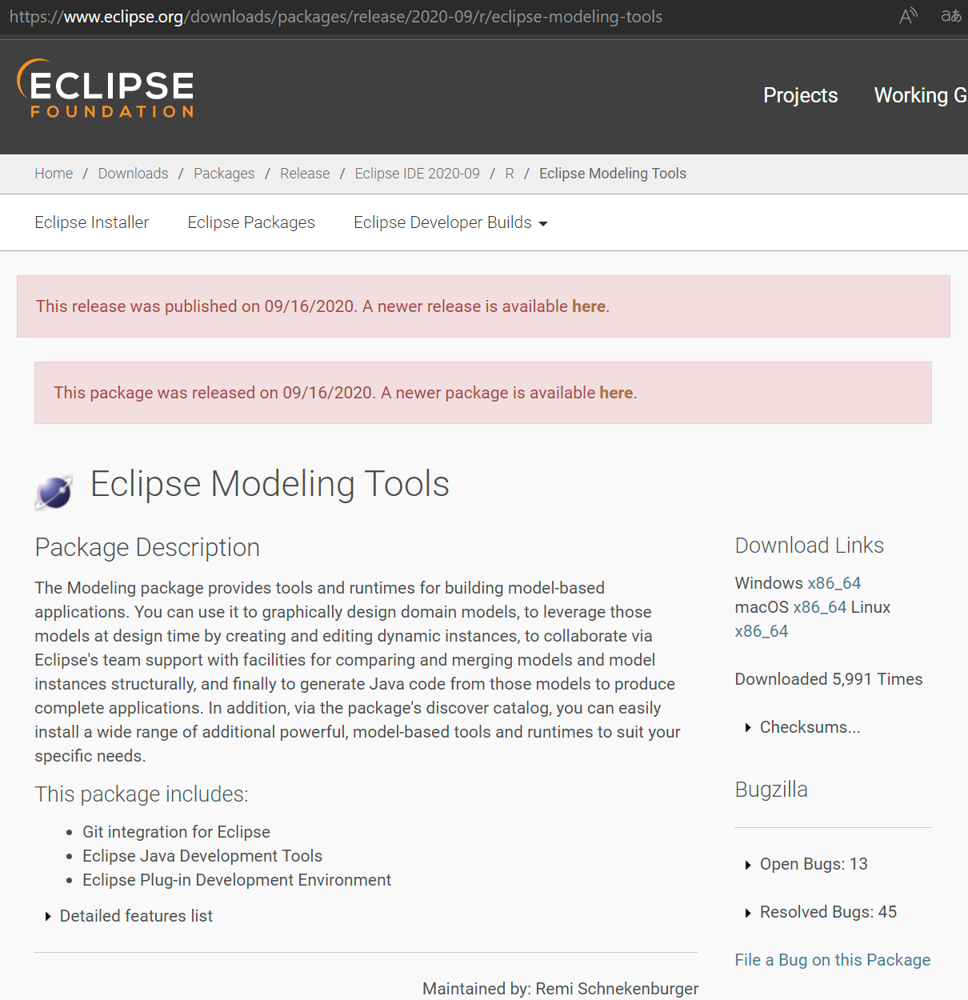 https://www.eclipse.org/downloads/packages/release/2020-09/r/eclipse-modeling-tools
A
aあ
ECLIPSE
FOUNDATION
Projects Working G
Home / Downloads / Packages / Release / Eclipse IDE 2020-09 / R / Eclipse Modeling Tools
Eclipse Installer Eclipse Packages Eclipse Developer Builds
This release was published on 09/16/2020. A newer release is available here.
This package was released on 09/16/2020. A newer package is available here.
Eclipse Modeling Tools
Package Description
The Modeling package provides tools and runtimes for building model-based
applications. You can use it to graphically design domain models, to leverage those
models at design time by creating and editing dynamic instances, to collaborate via
Eclipse's team support with facilities for comparing and merging models and model
instances structurally, and finally to generate Java code from those models to produce
complete applications. In addition, via the package's discover catalog, you can easily
install a wide range of additional powerful, model-based tools and runtimes to suit your
specific needs.
This package includes:
• Git integration for Eclipse
• Eclipse Java Development Tools
• Eclipse Plug-in Development Environment
Detailed features list
Maintained by: Remi Schnekenburger
Download Links
Windows x86_64
macOS x86_64 Linux
x86_64
Downloaded 5,991 Times
Checksums...
Bugzilla
Open Bugs: 13
Resolved Bugs: 45
File a Bug on this Package